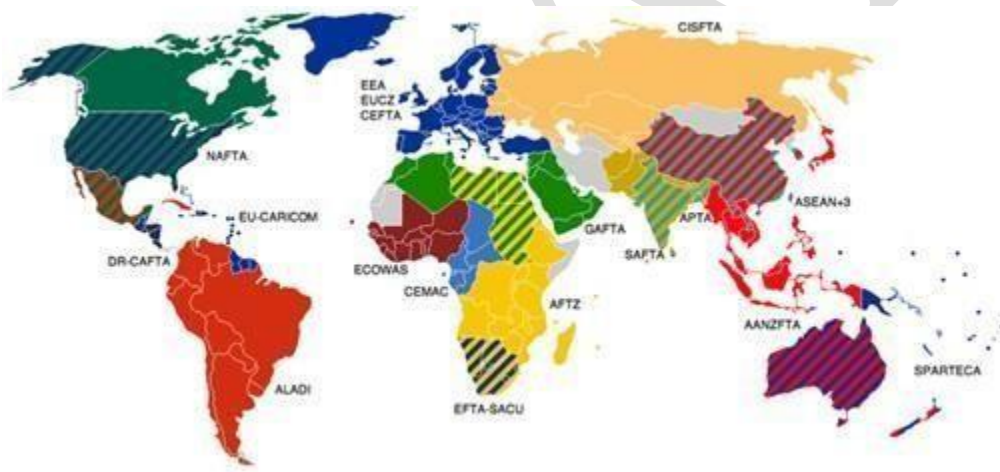 CISFTA
EEA
EUCZ
CEFTA
NAFTA
EU-CARICOM
DR-CAFTA
ECOWAS
CEMAC
GAFTA
SAFTA
APTA
ASEAN+3
AFTZ
AANZFTA
SPARTECA
ALADI
EFTA-SACU